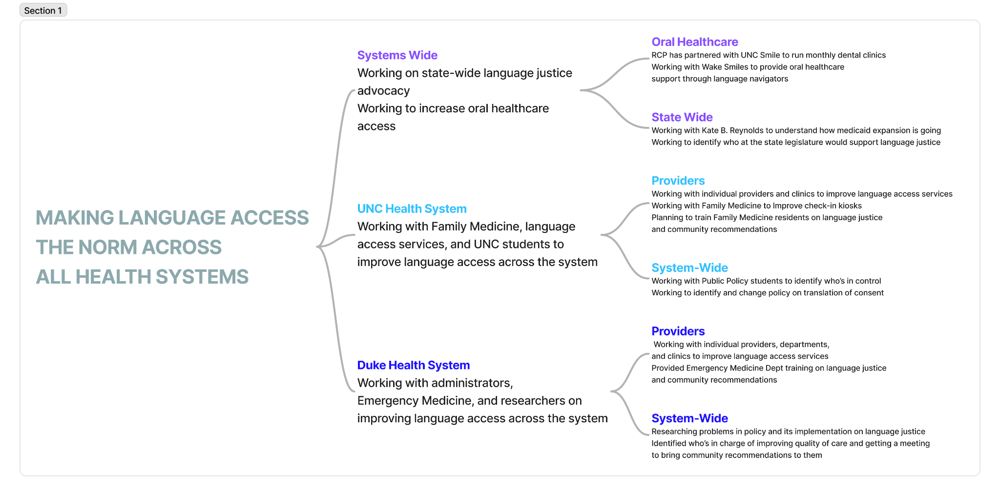 Section 1
MAKING LANGUAGE ACCESS
THE NORM ACROSS
ALL HEALTH SYSTEMS
Systems Wide
Working on state-wide language justice
advocacy
Working to increase oral healthcare
access
Oral Healthcare
RCP has partnered with UNC Smile to run monthly dental clinics
Working with Wake Smiles to provide oral healthcare
support through language navigators
State Wide
Working with Kate B. Reynolds to understand how medicaid expansion is going
Working to identify who at the state legislature would support language justice
UNC Health System
Working with Family Medicine, language
access services, and UNC students to
improve language access across the system
Providers
Working with individual providers and clinics to improve language access services
Working with Family Medicine to Improve check-in kiosks
Planning to train Family Medicine residents on language justice
and community recommendations
System-Wide
Working with Public Policy students to identify who's in control
Working to identify and change policy on translation of consent
Duke Health System
Working with administrators,
Emergency Medicine, and researchers on
improving language access across the system
Providers
Working with individual providers, departments,
and clinics to improve language access services
Provided Emergency Medicine Dept training on language justice
and community recommendations
System-Wide
Researching problems in policy and its implementation on language justice
Identified who's in charge of improving quality of care and getting a meeting
to bring community recommendations to them